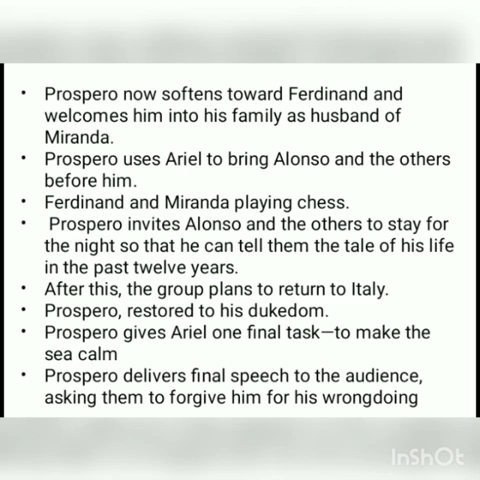 • Prospero now softens toward Ferdinand and
welcomes him into his family as husband of
Miranda.
• Prospero uses Ariel to bring Alonso and the others
before him.
• Ferdinand and Miranda playing chess.
• Prospero invites Alonso and the others to stay for
the night so that he can tell them the tale of his life
in the past twelve years.
• After this, the group plans to return to Italy.
• Prospero, restored to his dukedom.
• Prospero gives Ariel one final task—to make the
sea calm
• Prospero delivers final speech to the audience,
asking them to forgive him for his wrongdoing
InShOt